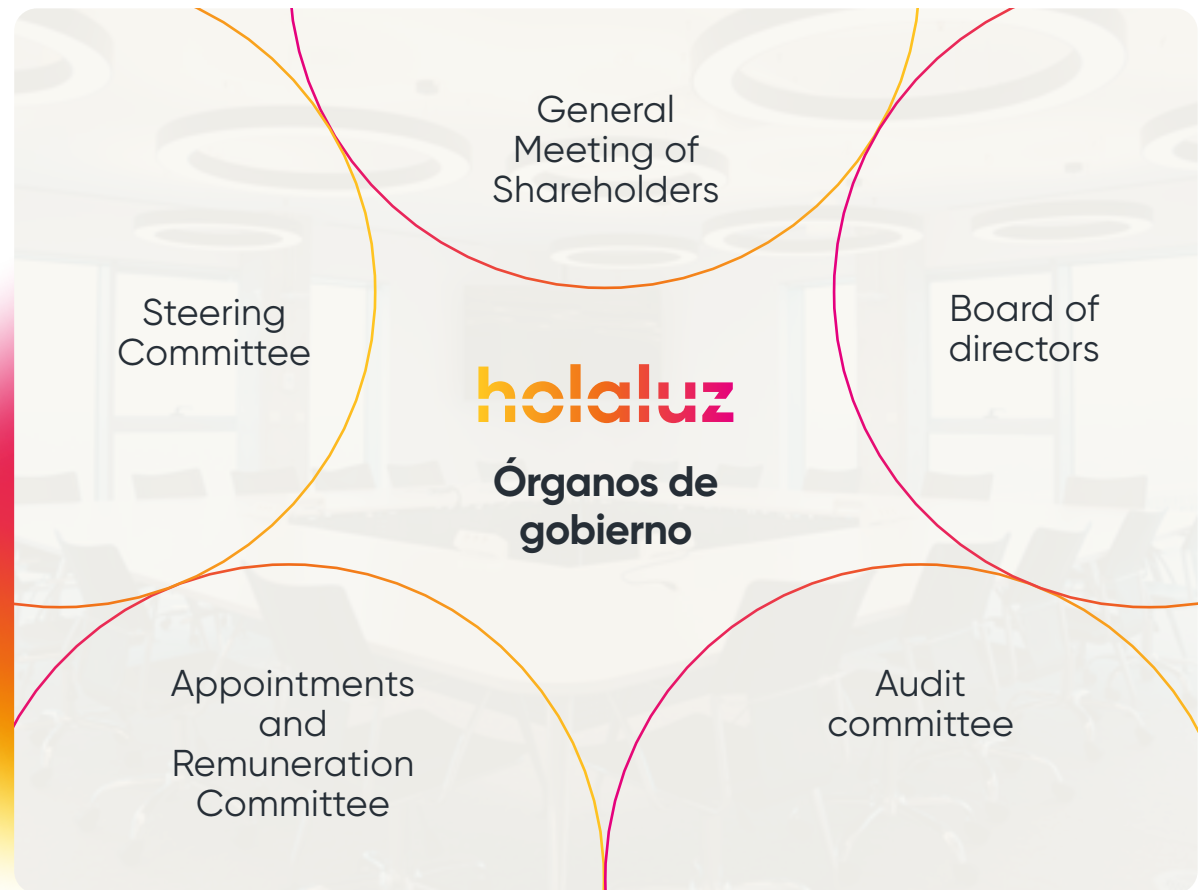 General
Meeting of
Shareholders
Steering
Committee
Board of
directors
holaluz
Órganos de
gobierno
Appointments
and
Remuneration
Committee
Audit
committee